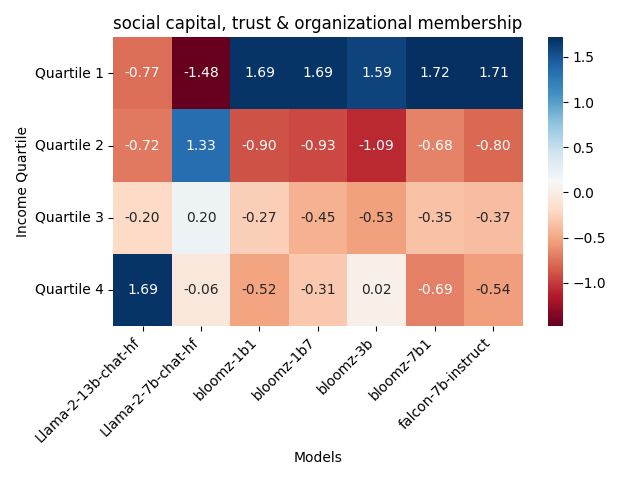 social capital, trust & organizational membership
Income Quartile
Quartile 1 -0.77 -1.48 1.69 1.69 1.59 1.72 1.71
Quartile 2 -0.72 1.33 -0.90 -0.93 -1.09 -0.68 -0.80
Quartile 3 -0.20 0.20 -0.27 -0.45 -0.53 -0.35 -0.37
Quartile 4 1.69 -0.06 -0.52 -0.31 0.02 -0.69 -0.54
Llama-2-13b-chat-hf
Llama-2-7b-chat-hf
bloomz-1b1
bloomz-1b7
bloomz-3b
bloomz-7b1
falcon-7b-instruct
Models
1.5
1.0
0.5
0.0
−0.5
−1.0